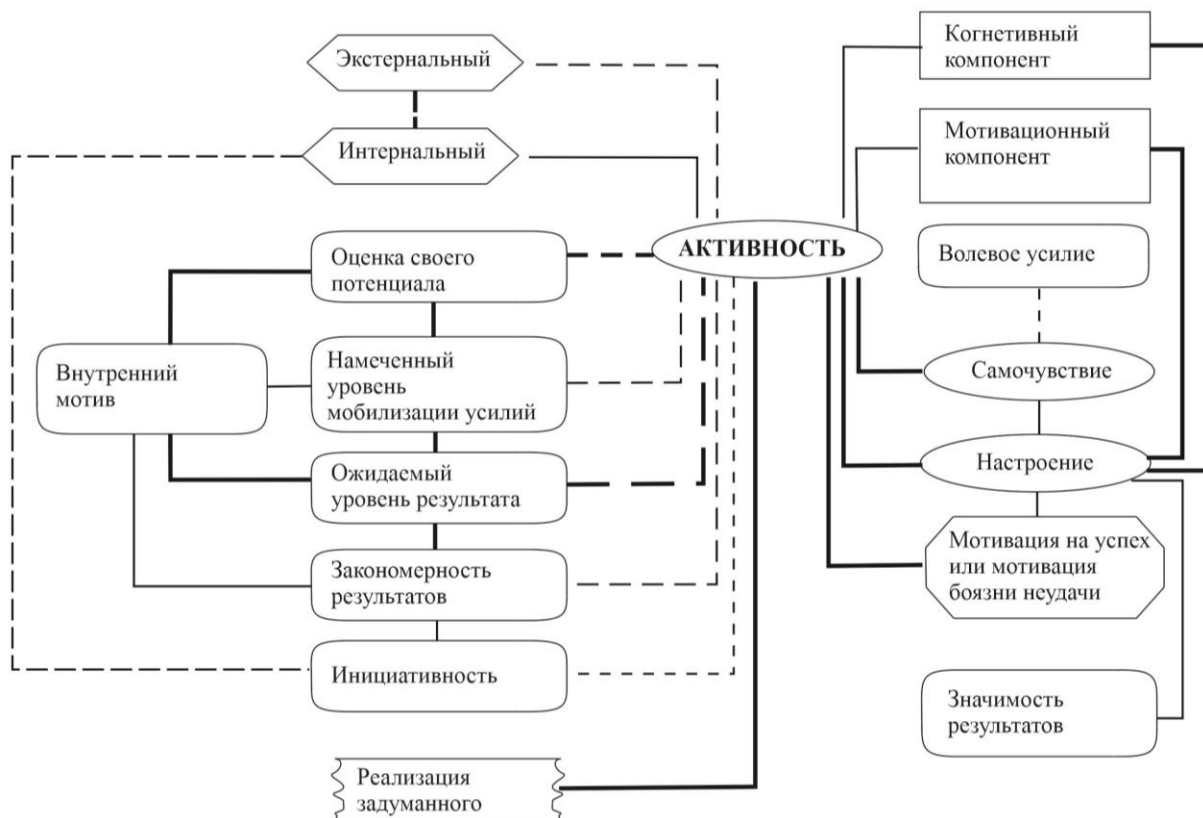 Экстернальный
Интернальный
Оценка своего
потенциала
Внутренний
мотив
Намеченный
уровень
мобилизации усилий
Ожидаемый
уровень результата
Закономерность
результатов
Инициативность
Реализация
задуманного
АКТИВНОСТЬ
Когнетивный
компонент
Мотивационный
компонент
Волевое усилие
Самочувствие
Настроение
Мотивация на успех
или мотивация
боязни неудачи
Значимость
результатов